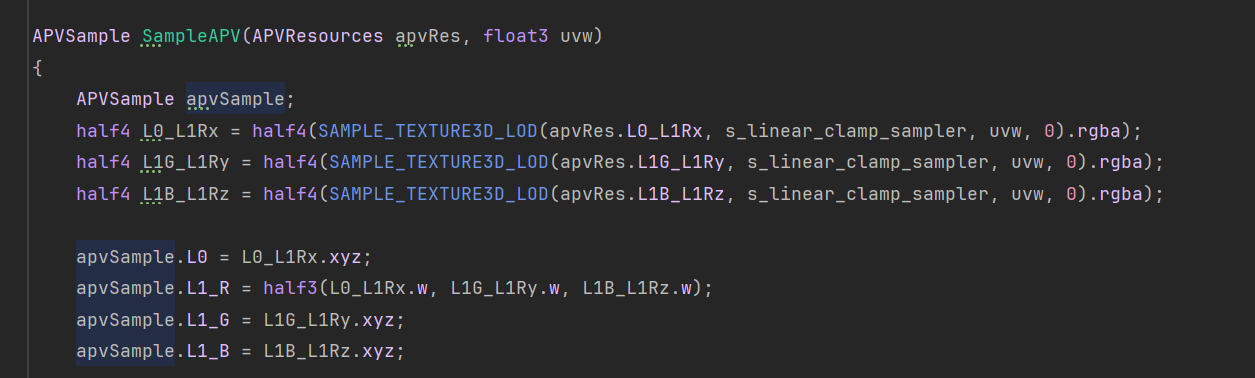 APVSample SampleAPV(APVResources apvRes, float3 uvw)
{
    APVSample apvSample;
    half4 L0_L1Rx = half4(SAMPLE_TEXTURE3D_LOD(apvRes.L0_L1Rx, s_linear_clamp_sampler, uvw, 0).rgba);
    half4 L1G_L1Ry = half4(SAMPLE_TEXTURE3D_LOD(apvRes.L1G_L1Ry, s_linear_clamp_sampler, uvw, 0).rgba);
    half4 L1B_L1Rz = half4(SAMPLE_TEXTURE3D_LOD(apvRes.L1B_L1Rz, s_linear_clamp_sampler, uvw, 0).rgba);

    apvSample.L0 = L0_L1Rx.xyz;
    apvSample.L1_R = half3(L0_L1Rx.w, L1G_L1Ry.w, L1B_L1Rz.w);
    apvSample.L1_G = L1G_L1Ry.xyz;
    apvSample.L1_B = L1B_L1Rz.xyz;